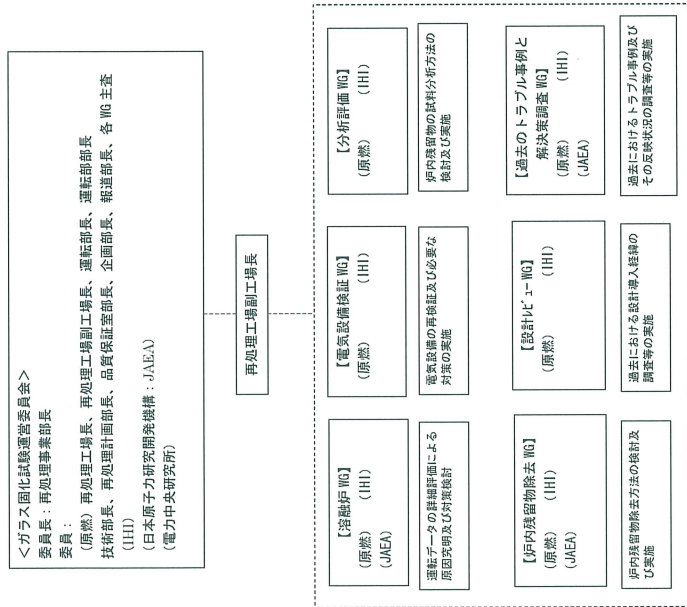 <ガラス固化試験運営委員会>
委員長：再処理事業部長
委員：
(原燃) 再処理工場長、再処理工場副工場長、運転部長、運転部部長
技術部長、再処理計画部長、品質保証室部長、企画部長、報道部長、各 WG 主査
(IHI)
(日本原子力研究開発機構：JAEA)
(電力中央研究所)
再処理工場副工場長
【溶融炉 WG】
(原燃) (IHI)
(JAEA)
運転データの詳細評価による
原因究明及び対策検討
【電気設備検証 WG】
(原燃) (IHI)
電気設備の再検証及び必要な
対策の実施
【分析評価 WG】
(原燃) (IHI)
炉内残留物の試料分析方法の
検討及び実施
【炉内残留物除去 WG】
(原燃) (IHI)
(JAEA)
炉内残留物除去方法の検討及
び実施
【設計ﾚﾋﾞｭｰ WG】
(原燃) (IHI)
過去における設計導入経緯の
調査等の実施
【過去のトラブル事例と
解決策調査 WG】
(原燃) (IHI)
(JAEA)
過去におけるトラブル事例及び
その反映状況の調査等の実施